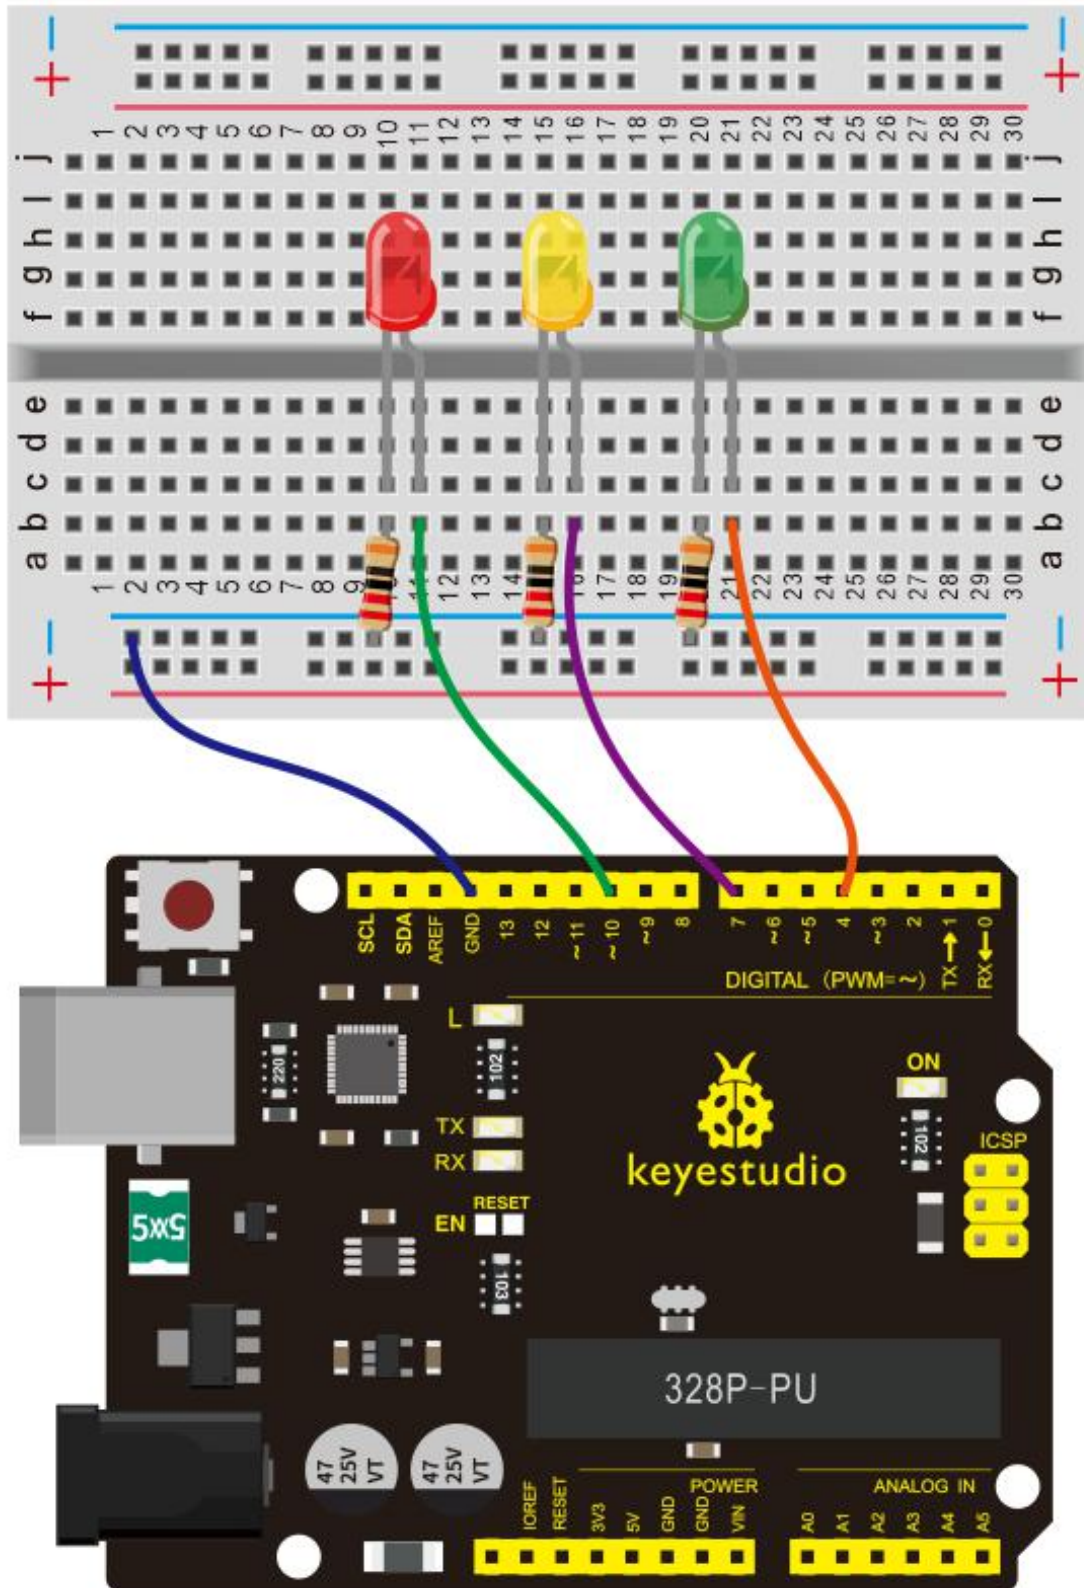 − −
+ +
1 2 3 4 5 6 7 8 9 10 11 12 13 14 15 16 17 18 19 20 21 22 23 24 25 26 27 28 29 30
j j
l l
h h
g g
f f
e e
d d
c c
b b
a a
1 2 3 4 5 6 7 8 9 10 11 12 13 14 16 17 18 19 21 22 23 24 25 26 27 28 29 30
− −
+ +
SCL SDA AREF GND 13 12 ~11 ~10 ~9 8 7 ~6 ~5 4 ~3 2 TX→1 RX←0
DIGITAL (PWM=~)
L
220
102
ON
TX
102
ICSP
RX
keyestudio
RESET
EN
5XX5
103
328P-PU
47 25V VT
47 25V VT
POWER
ANALOG IN
IOREF RESET 3V3 5V GND GND VIN A0 A1 A2 A3 A4 A5